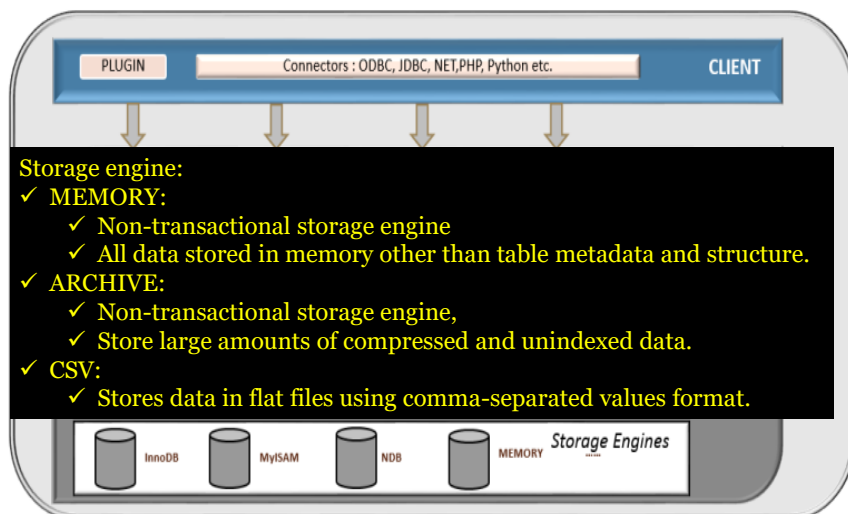 PLUGIN
Connectors : ODBC, JDBC, NET,PHP, Python etc.
CLIENT
Storage engine:
✓ MEMORY:
✓ Non-transactional storage engine
✓ All data stored in memory other than table metadata and structure.
✓ ARCHIVE:
✓ Non-transactional storage engine,
✓ Store large amounts of compressed and unindexed data.
✓ CSV:
✓ Stores data in flat files using comma-separated values format.
InnoDB
MyISAM
NDB
MEMORY
Storage Engines
......